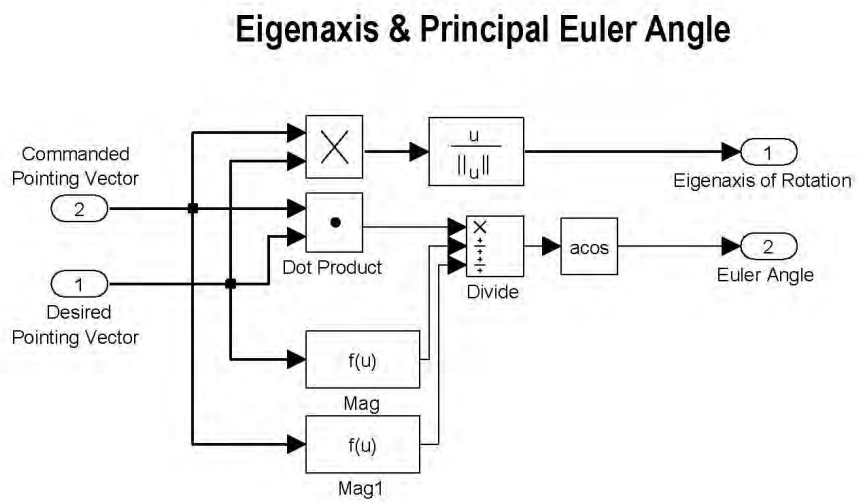 Eigenaxis & Principal Euler Angle
Commanded
Pointing Vector
2
1
Desired
Pointing Vector
u
||u||
1
Eigenaxis of Rotation
Dot Product
×
÷
÷
Divide
acos
2
Euler Angle
f(u)
Mag
f(u)
Mag1